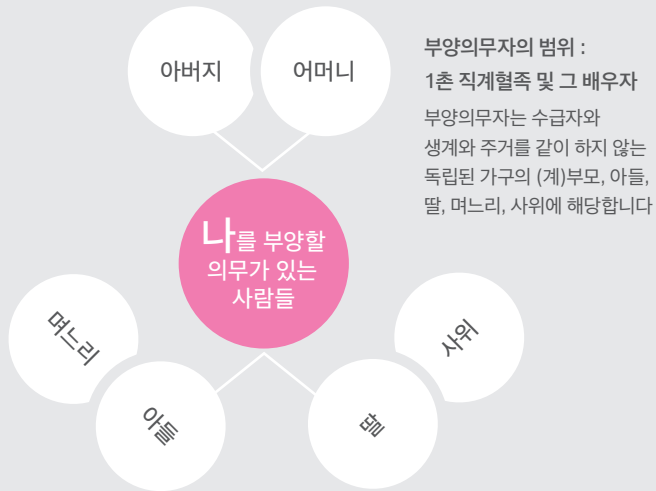 아버지
어머니
부양의무자의 범위 :
1촌 직계혈족 및 그 배우자
부양의무자는 수급자와
생계와 주거를 같이 하지 않는
독립된 가구의 (계)부모, 아들,
딸, 며느리, 사위에 해당합니다
나를 부양할
의무가 있는
사람들
며느리
아들
딸
사위